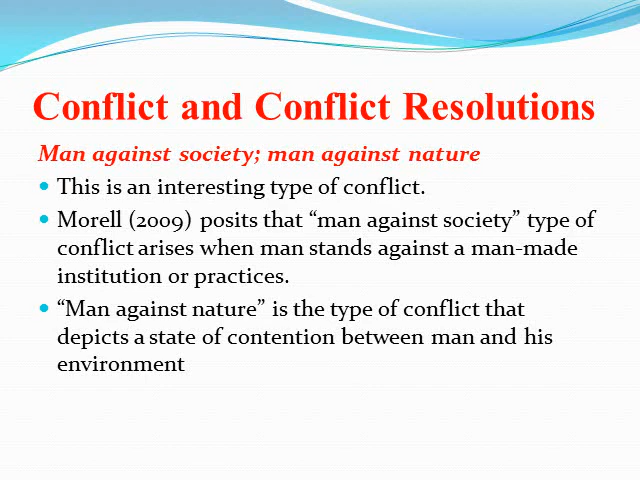 Conflict and Conflict Resolutions
Man against society; man against nature
This is an interesting type of conflict.
Morell (2009) posits that “man against society” type of
conflict arises when man stands against a man-made
institution or practices.
“Man against nature” is the type of conflict that
depicts a state of contention between man and his
environment